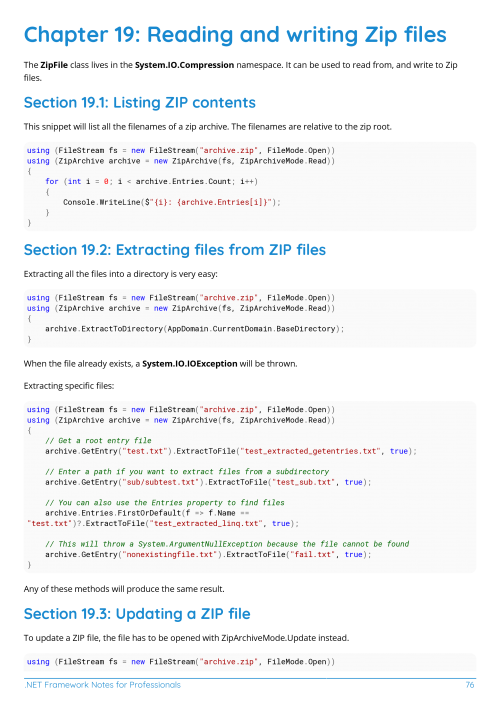 Chapter 19: Reading and writing Zip files
The ZipFile class lives in the System.IO.Compression namespace. It can be used to read from, and write to Zip
files.
Section 19.1: Listing ZIP contents
This snippet will list all the filenames of a zip archive. The filenames are relative to the zip root.
using (FileStream fs = new FileStream("archive.zip", FileMode.Open))
using (ZipArchive archive = new ZipArchive(fs, ZipArchiveMode.Read))
{
    for (int i = 0; i < archive.Entries.Count; i++)
    {
        Console.WriteLine($"{i}: {archive.Entries[i]}");
    }
}
Section 19.2: Extracting files from ZIP files
Extracting all the files into a directory is very easy:
using (FileStream fs = new FileStream("archive.zip", FileMode.Open))
using (ZipArchive archive = new ZipArchive(fs, ZipArchiveMode.Read))
{
    archive.ExtractToDirectory(AppDomain.CurrentDomain.BaseDirectory);
}
When the file already exists, a System.IO.IOException will be thrown.
Extracting specific files:
using (FileStream fs = new FileStream("archive.zip", FileMode.Open))
using (ZipArchive archive = new ZipArchive(fs, ZipArchiveMode.Read))
{
    // Get a root entry file
    archive.GetEntry("test.txt").ExtractToFile("test_extracted_getentries.txt", true);
    // Enter a path if you want to extract files from a subdirectory
    archive.GetEntry("sub/subtest.txt").ExtractToFile("test_sub.txt", true);
    // You can also use the Entries property to find files
    archive.Entries.FirstOrDefault(f => f.Name ==
"test.txt")?.ExtractToFile("test_extracted_linq.txt", true);
    // This will throw a System.ArgumentNullException because the file cannot be found
    archive.GetEntry("nonexistingfile.txt").ExtractToFile("fail.txt", true);
}
Any of these methods will produce the same result.
Section 19.3: Updating a ZIP file
To update a ZIP file, the file has to be opened with ZipArchiveMode.Update instead.
using (FileStream fs = new FileStream("archive.zip", FileMode.Open))
.NET Framework Notes for Professionals
76